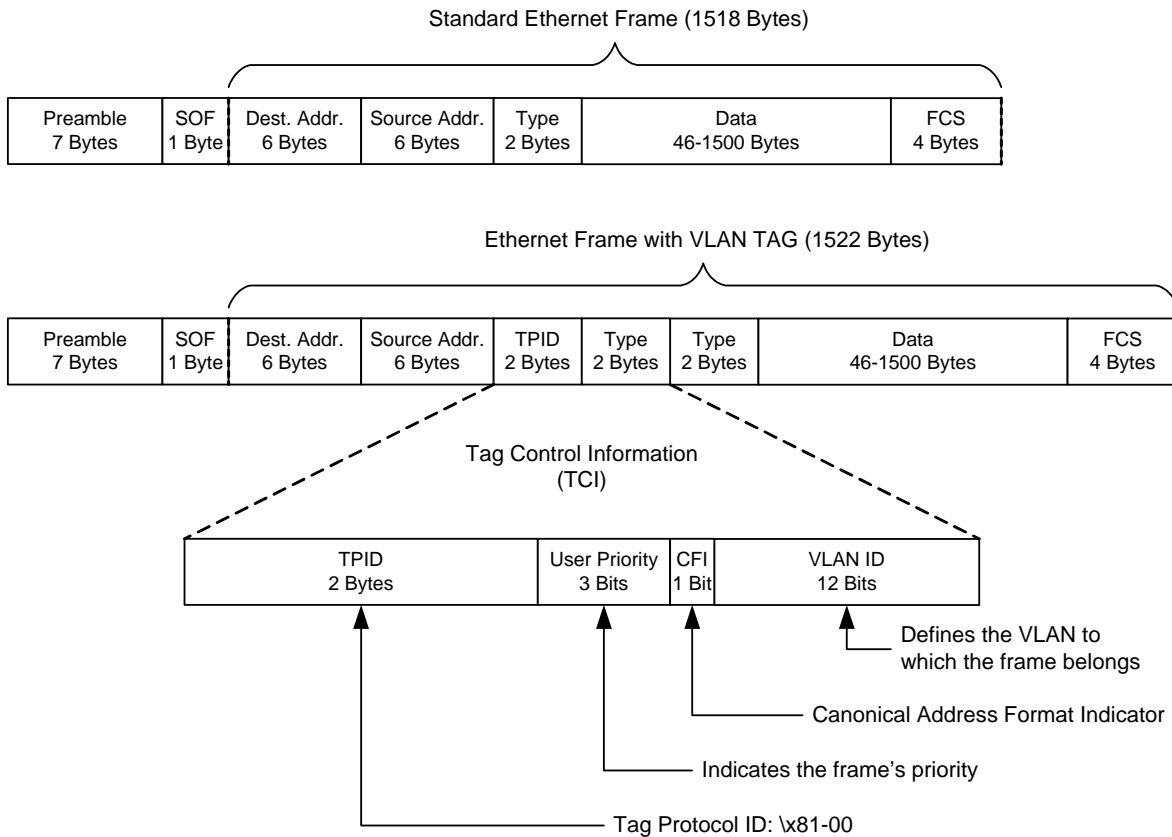 Standard Ethernet Frame (1518 Bytes)
Preamble
7 Bytes
SOF
1 Byte
Dest. Addr.
6 Bytes
Source Addr.
6 Bytes
Type
2 Bytes
Data
46-1500 Bytes
FCS
4 Bytes
Ethernet Frame with VLAN TAG (1522 Bytes)
Preamble
7 Bytes
SOF
1 Byte
Dest. Addr.
6 Bytes
Source Addr.
6 Bytes
TPID
2 Bytes
Type
2 Bytes
Type
2 Bytes
Data
46-1500 Bytes
FCS
4 Bytes
Tag Control Information
(TCI)
TPID
2 Bytes
User Priority
3 Bits
CFI
1 Bit
VLAN ID
12 Bits
Defines the VLAN to
which the frame belongs
Canonical Address Format Indicator
Indicates the frame's priority
Tag Protocol ID: \x81-00